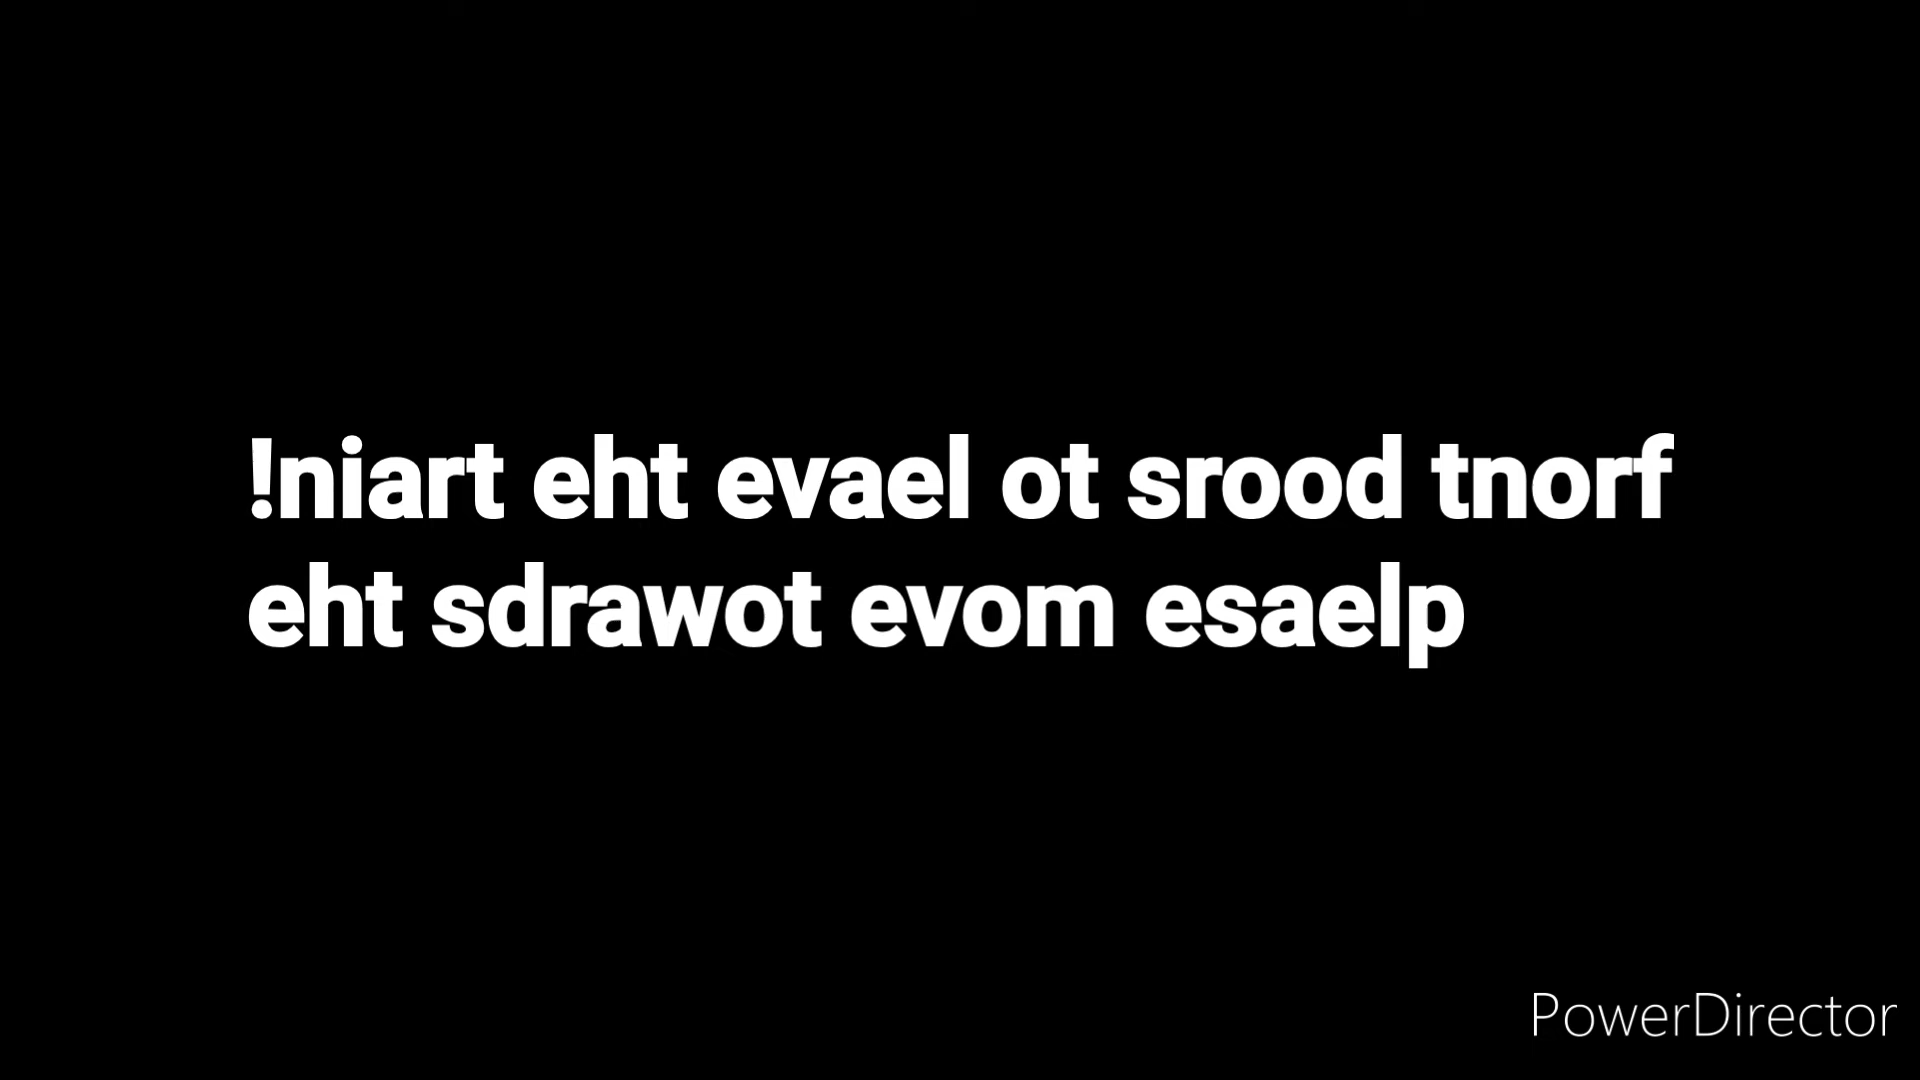 !niart eht evael ot srood tnorf
eht sdrawot evom esaelp
PowerDirector